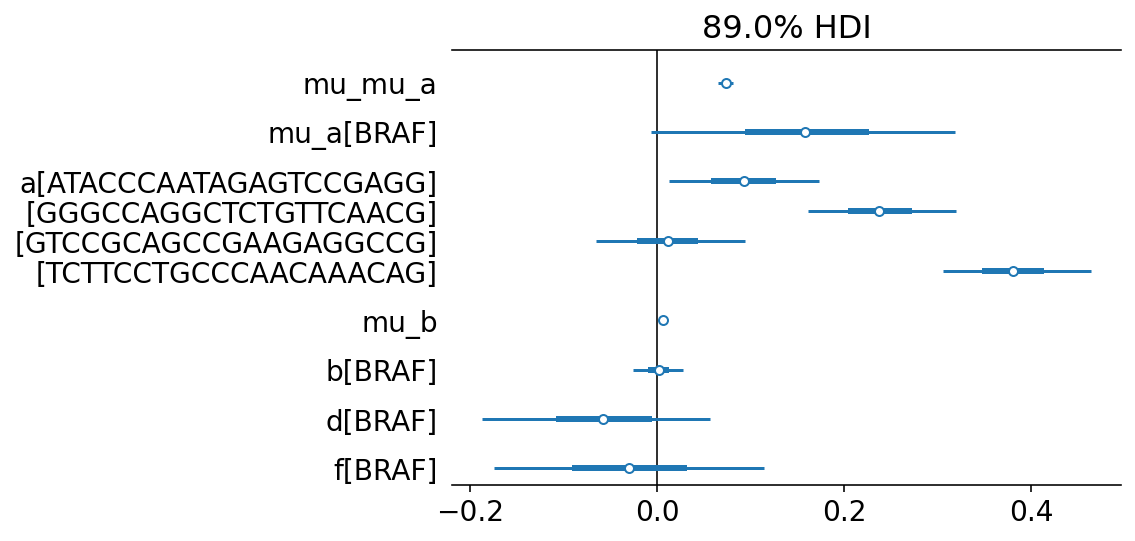 89.0% HDI
mu_mu_a
mu_a[BRAF]
a[ATACCCAATAGAGTCCGAGG]
[GGGCCAGGCTCTGTTCAACG]
[GTCCGCAGCCGAAGAGGCCG]
[TCTTCCTGCCCAACAAACAG]
mu_b
b[BRAF]
d[BRAF]
f[BRAF]
−0.2 0.0 0.2 0.4